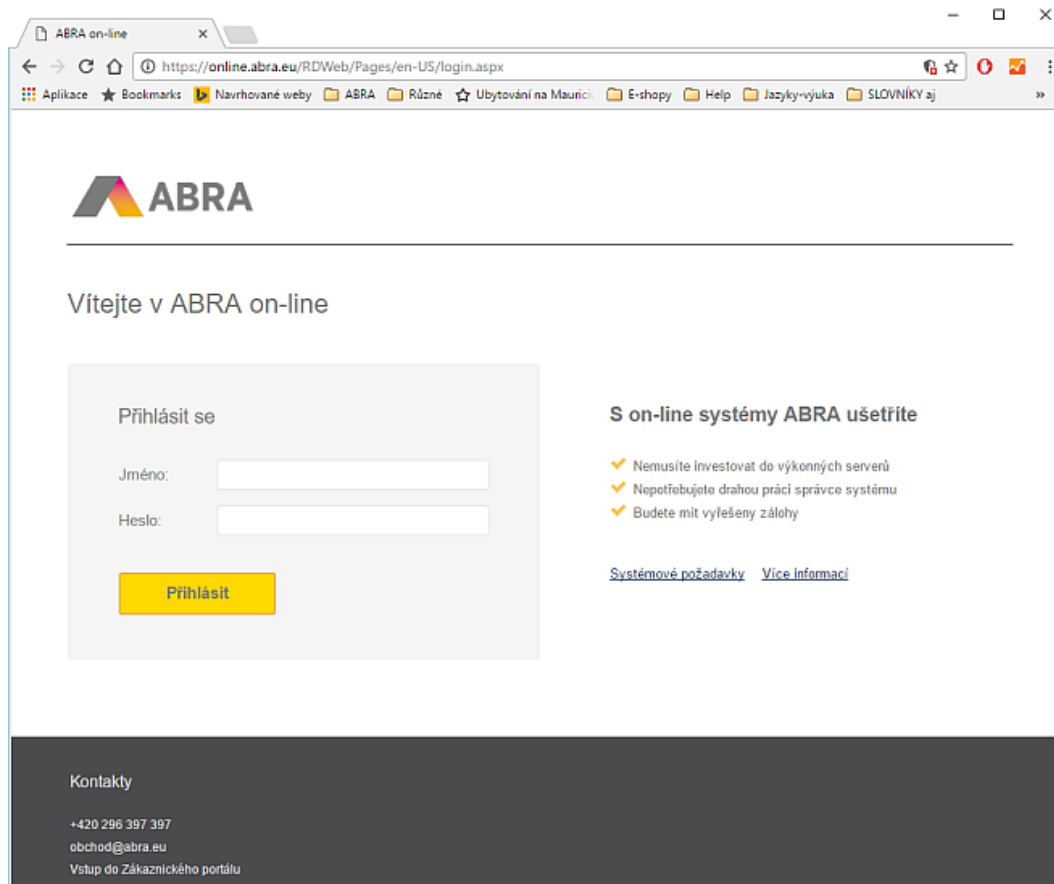 ABRA on-line
https://online.abra.eu/RDWeb/Pages/en-US/login.aspx
Aplikace Bookmarks Navrhované weby ABRA Různé Ubytování na Mauriciu E-shopy Help Jazyky-výuka SLOVNÍKY aj »
ABRA
Vítejte v ABRA on-line
Přihlásit se
Jméno:
Heslo:
Přihlásit
S on-line systémy ABRA ušetříte
Nemusíte investovat do výkonných serverů
Nepotřebujete drahou práci správce systému
Budete mít vyřešeny zálohy
Systémové požadavky Více informací
Kontakty
+420 296 397 397
obchod@abra.eu
Vstup do Zákaznického portálu